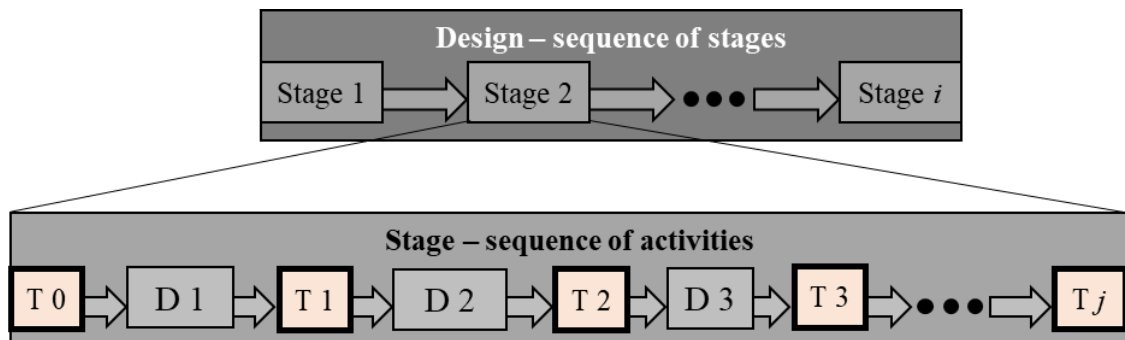 Design – sequence of stages
Stage 1 Stage 2 Stage i
Stage – sequence of activities
T 0 D 1 T 1 D 2 T 2 D 3 T 3 T j